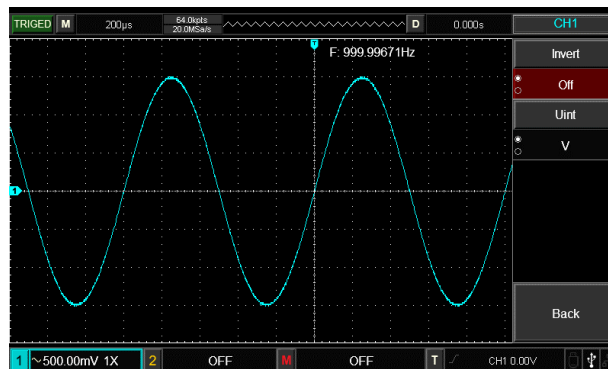 TRIGED M 200μs 64.0kpts D 0.000s CH1
20.0MSa/s
T
F: 999.99671Hz
Invert
Off
Uint
1
V
Back
1 ~500.00mV 1X 2 OFF M OFF T CH1 0.00V